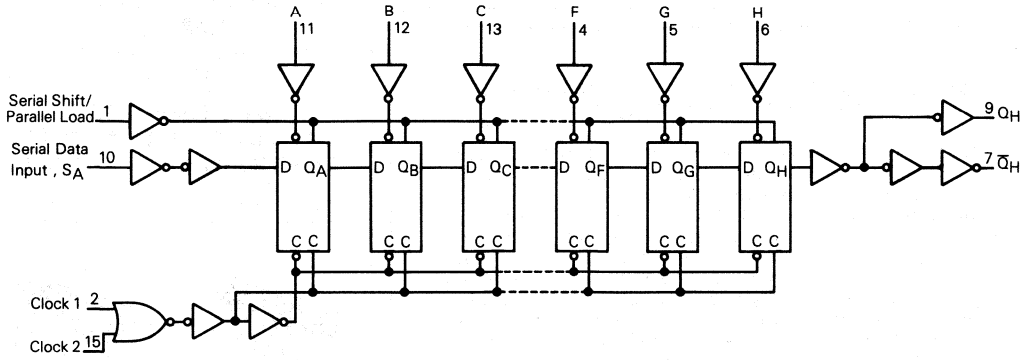 A B C F G H
11 12 13 4 5 6
Serial Shift/
Parallel Load 1
9 QH
Serial Data
Input , SA 10
7 Q̅H
D QA D QB D QC D QF D QG D QH
C C C C C C C C C C C C
Clock 1 2
Clock 2 15